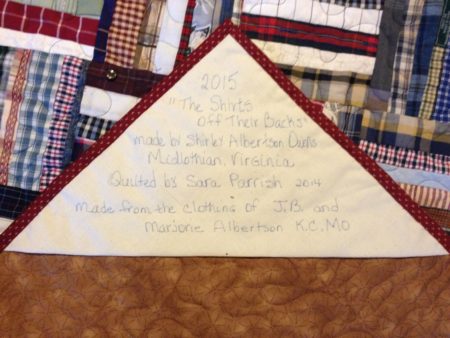 2015
"The Shirts
Off Their Backs"
made by Shirley Albertson Owens
Midlothian, Virginia
Quilted by Sara Parrish 2014
Made from the clothing of J.B. and
Marjorie Albertson K.C. MO